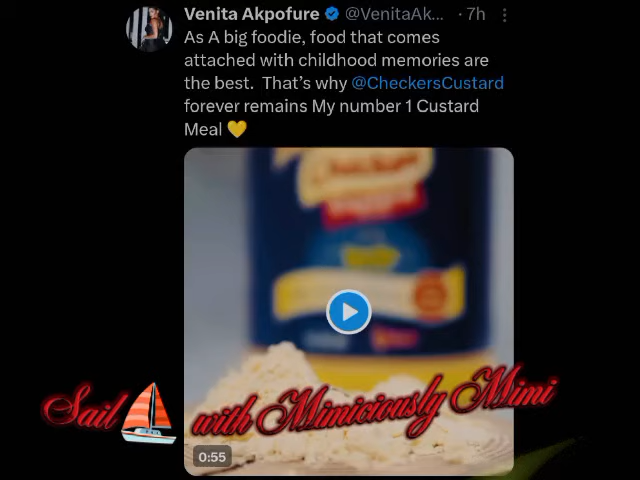 Venita Akpofure @VenitaAk... · 7h
As A big foodie, food that comes
attached with childhood memories are
the best. That's why @CheckersCustard
forever remains My number 1 Custard
Meal 💛
Sail ⛵ with Mimiciously Mimi
0:55